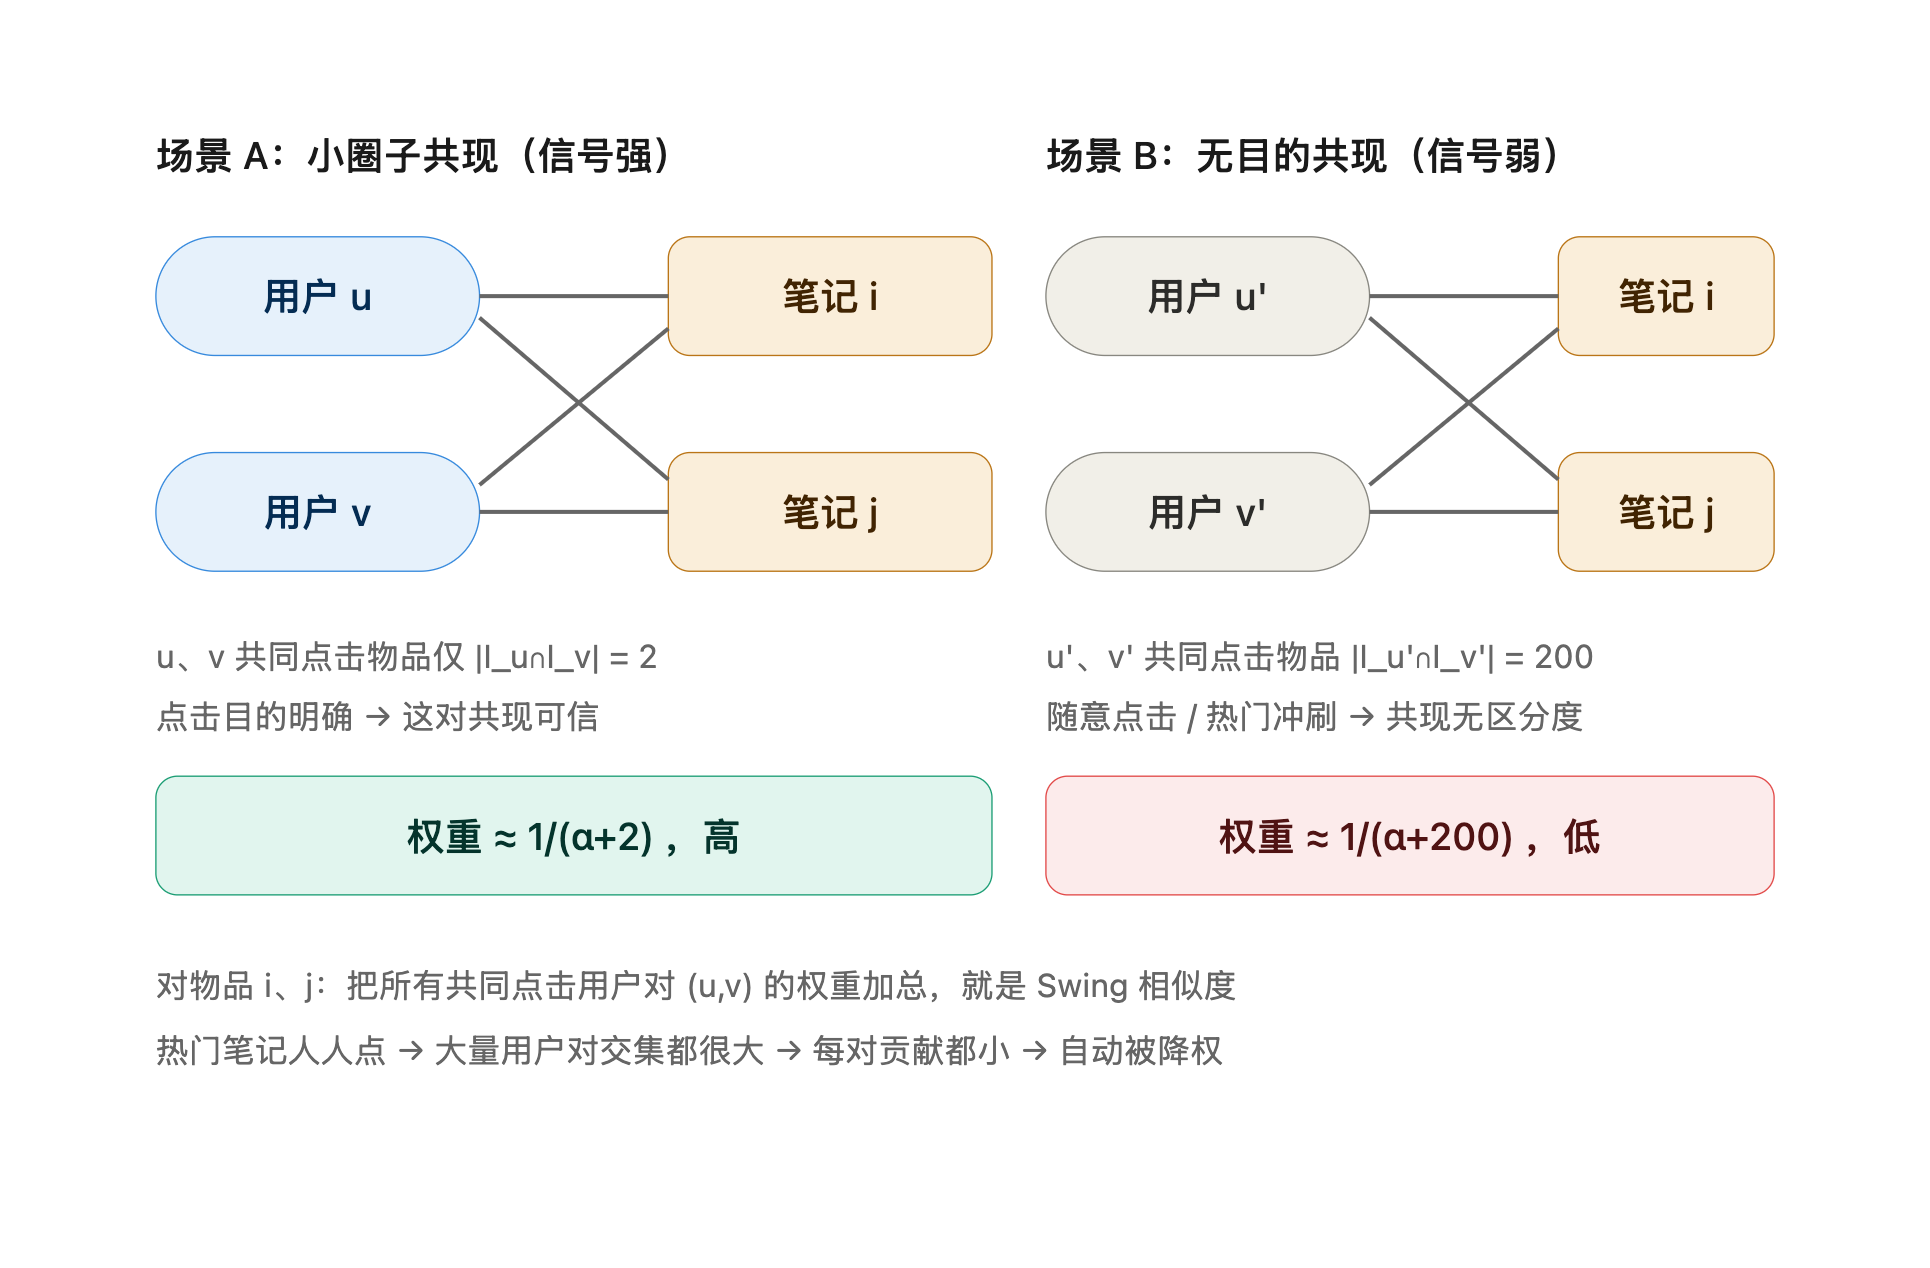 场景 A：小圈子共现（信号强）
场景 B：无目的共现（信号弱）
用户 u
笔记 i
用户 u'
笔记 i
用户 v
笔记 j
用户 v'
笔记 j
u、v 共同点击物品仅 |I_u∩I_v| = 2
点击目的明确 → 这对共现可信
u'、v' 共同点击物品 |I_u'∩I_v'| = 200
随意点击 / 热门冲刷 → 共现无区分度
权重 ≈ 1/(α+2) ，高
权重 ≈ 1/(α+200) ，低
对物品 i、j：把所有共同点击用户对 (u,v) 的权重加总，就是 Swing 相似度
热门笔记人人点 → 大量用户对交集都很大 → 每对贡献都小 → 自动被降权